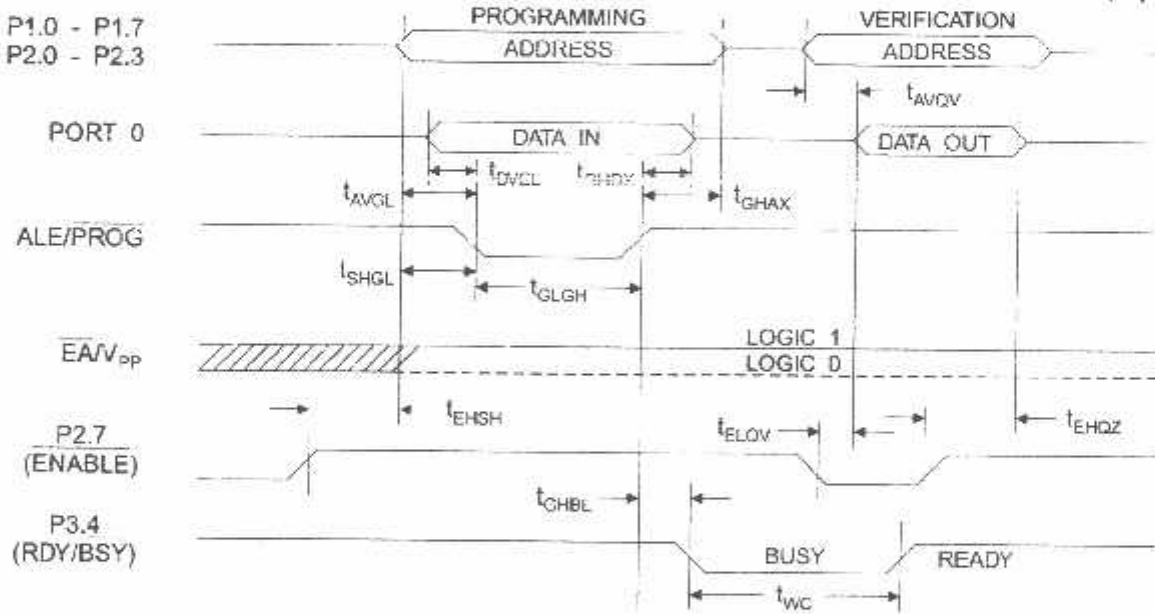 PROGRAMMING
VERIFICATION
P1.0 - P1.7
P2.0 - P2.3
ADDRESS
ADDRESS
tAVQV
PORT 0
DATA IN
DATA OUT
tDVCL
tAVGL
tGHAX
ALE/PROG
tSHGL
tGLGH
EA/VPP
LOGIC 1
LOGIC 0
tEHSH
P2.7
(ENABLE)
tELQV
tEHQZ
tGHBL
P3.4
(RDY/BSY)
BUSY
READY
tWC